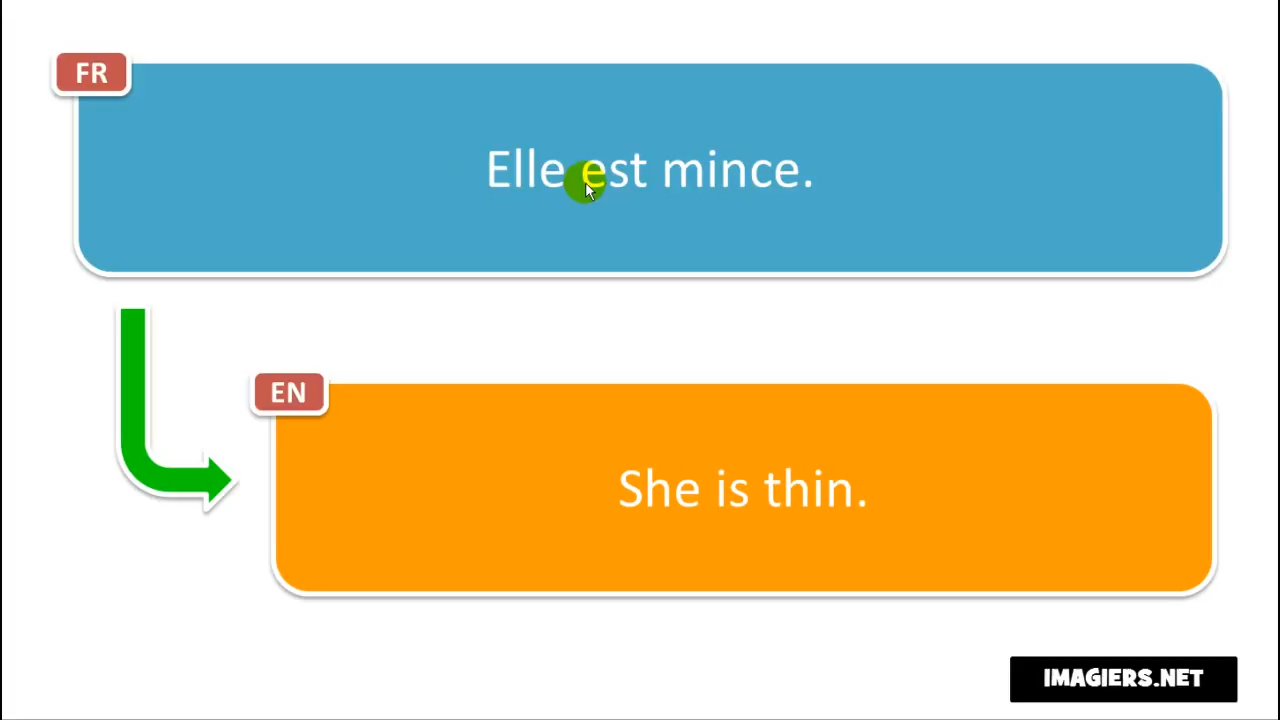 FR
Elle est mince.
EN
She is thin.
IMAGIERS.NET